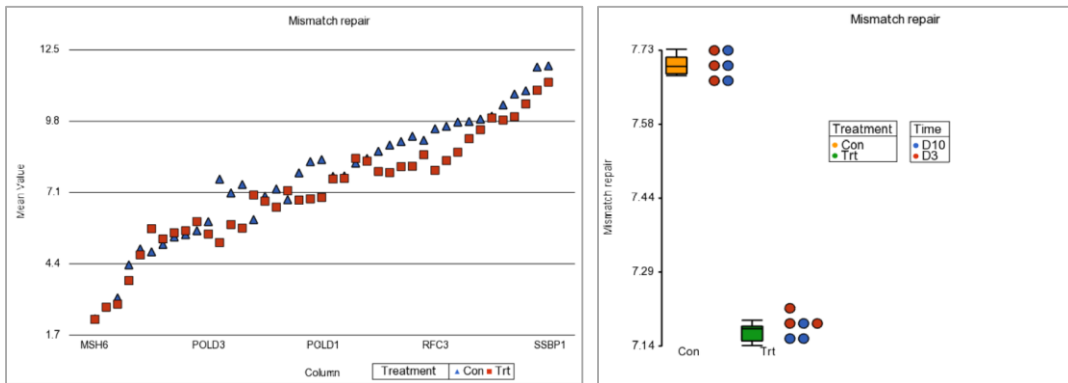 Mismatch repair
12.5
9.8
7.1
4.4
1.7
Mean Value
MSH6 POLD3 POLD1 RFC3 SSBP1
Column
Treatment Con Trt
Mismatch repair
7.73
7.58
7.44
7.29
7.14
Mismatch repair
Treatment
Con
Trt
Time
D10
D3
Con Trt